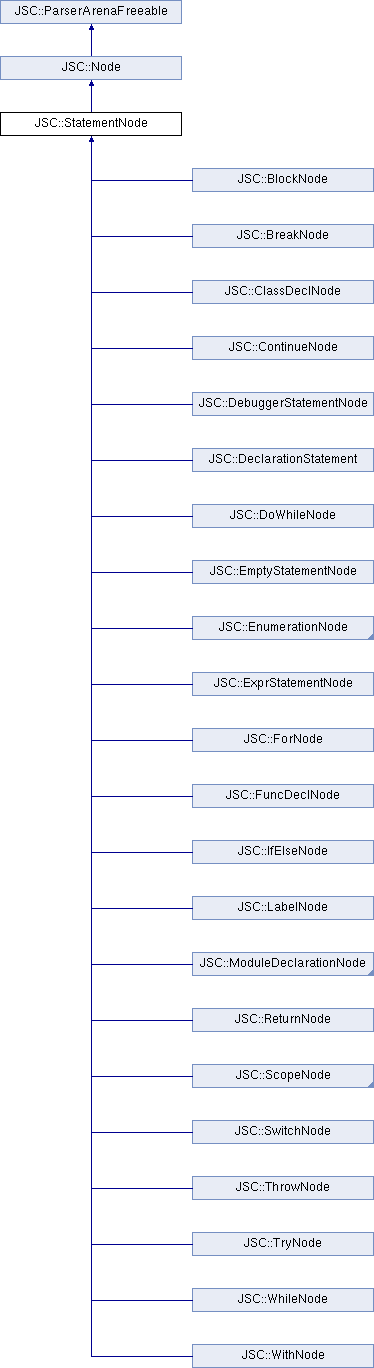 JSC::ParserArenaFreeable
JSC::Node
JSC::StatementNode
JSC::BlockNode
JSC::BreakNode
JSC::ClassDeclNode
JSC::ContinueNode
JSC::DebuggerStatementNode
JSC::DeclarationStatement
JSC::DoWhileNode
JSC::EmptyStatementNode
JSC::EnumerationNode
JSC::ExprStatementNode
JSC::ForNode
JSC::FuncDeclNode
JSC::IfElseNode
JSC::LabelNode
JSC::ModuleDeclarationNode
JSC::ReturnNode
JSC::ScopeNode
JSC::SwitchNode
JSC::ThrowNode
JSC::TryNode
JSC::WhileNode
JSC::WithNode